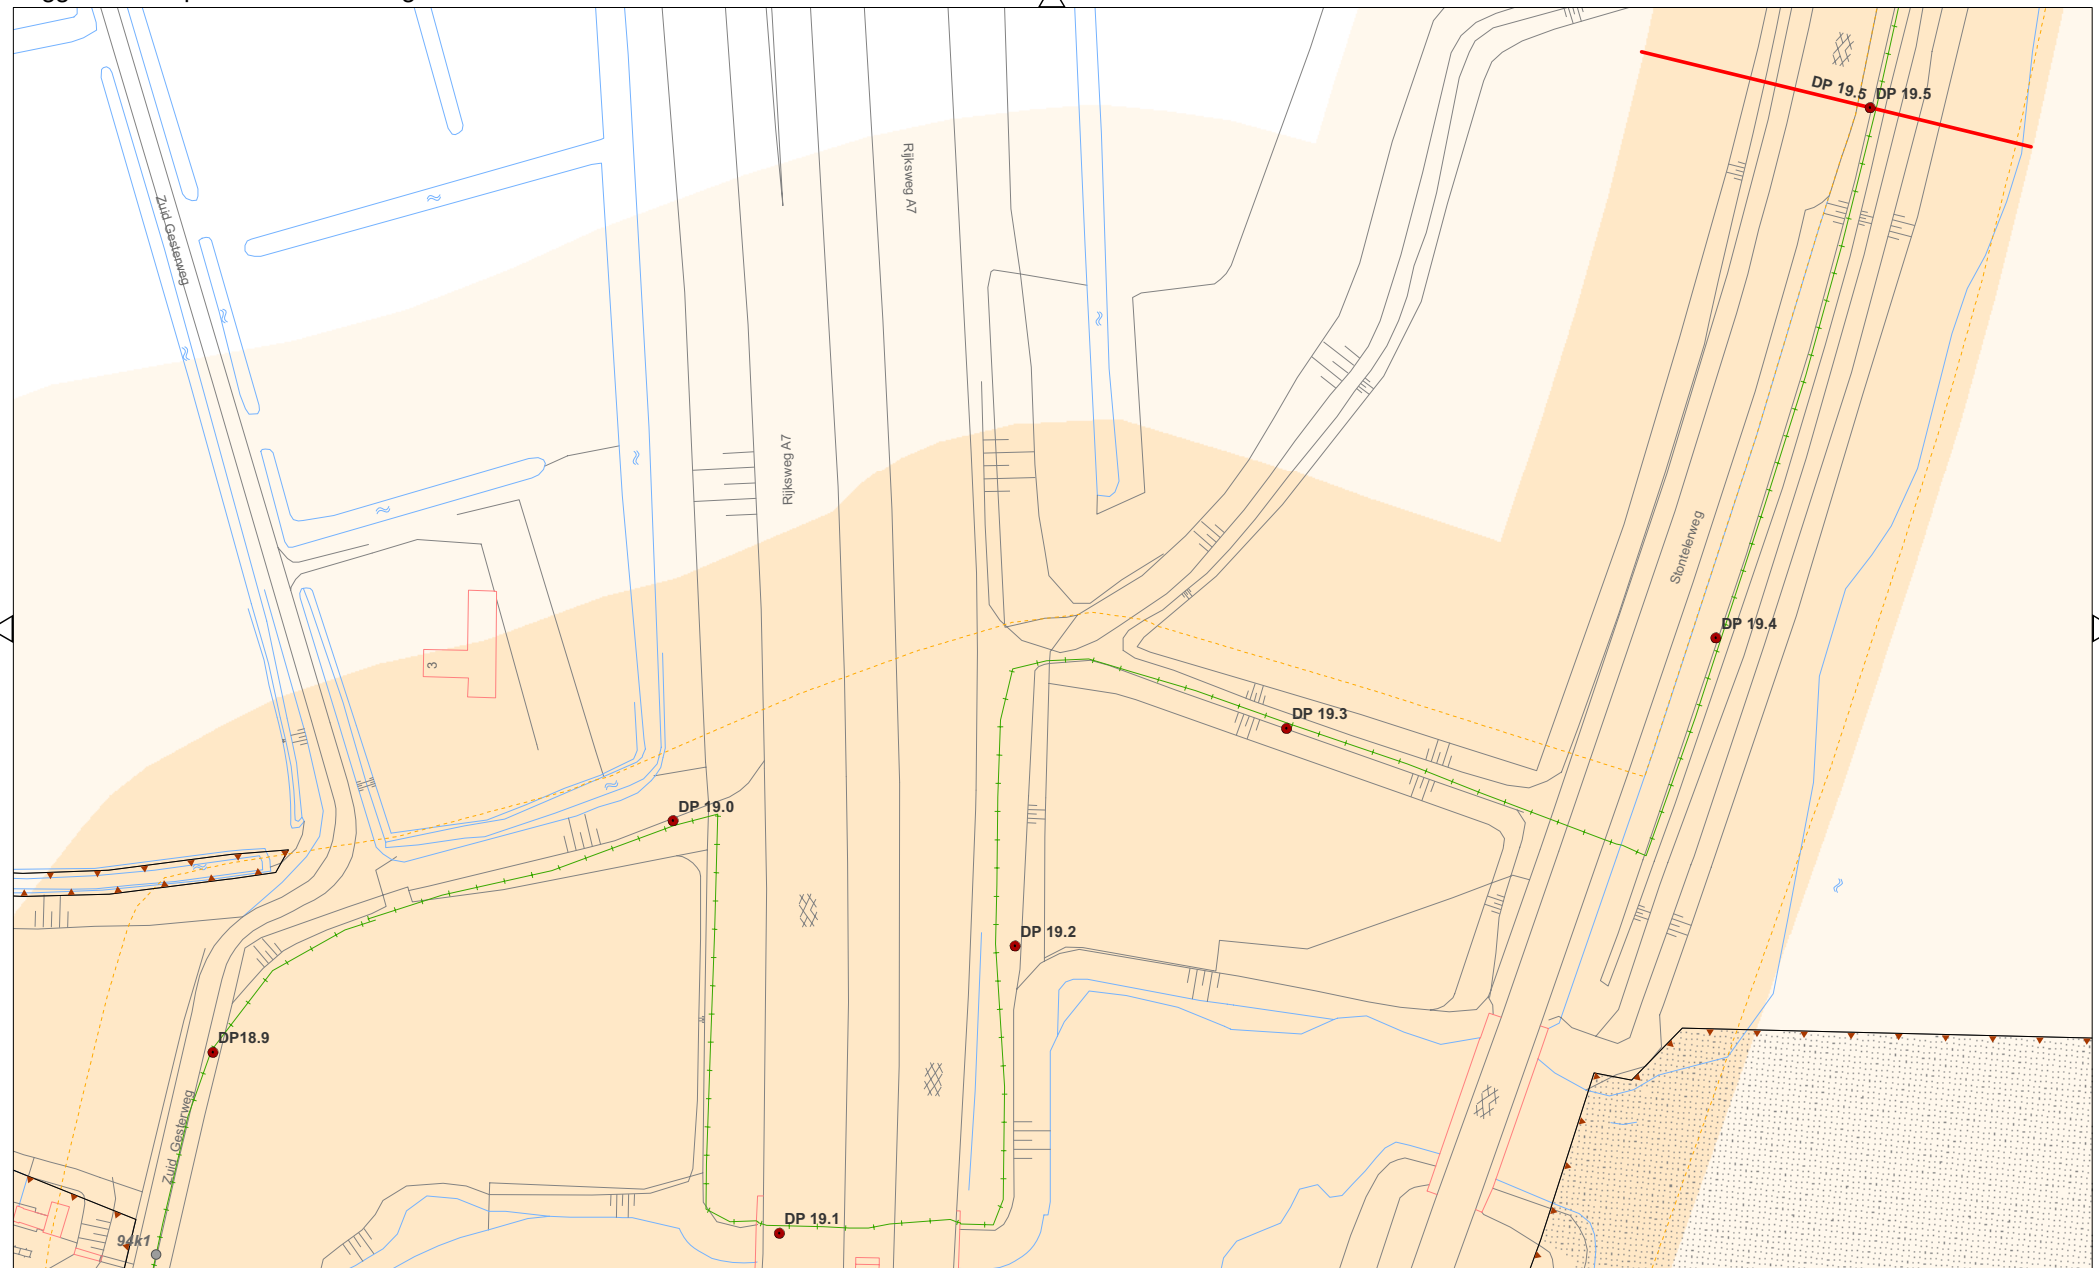 DP 19.5
DP 19.5
Rijksweg A7
Zuid Gesterweg
Rijksweg A7
Stontelerweg
DP 19.4
3
DP 19.3
DP 19.0
DP 19.2
DP18.9
Zuid Gesterweg
DP 19.1
94k1